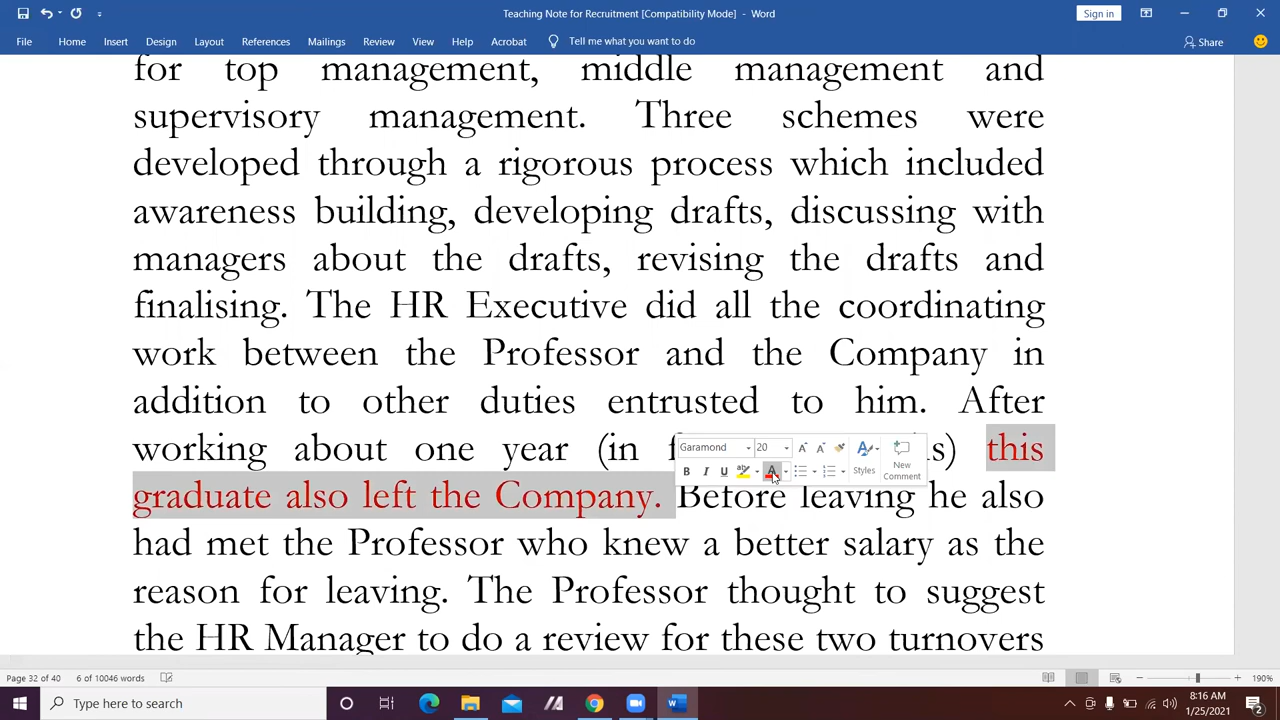 Teaching Note for Recruitment [Compatibility Mode] - Word
Sign in
File Home Insert Design Layout References Mailings Review View Help Acrobat Tell me what you want to do Share
for top management, middle management and
supervisory management. Three schemes were
developed through a rigorous process which included
awareness building, developing drafts, discussing with
managers about the drafts, revising the drafts and
finalising. The HR Executive did all the coordinating
work between the Professor and the Company in
addition to other duties entrusted to him. After
working about one year (in s) this
graduate also left the Company. Before leaving he also
had met the Professor who knew a better salary as the
reason for leaving. The Professor thought to suggest
the HR Manager to do a review for these two turnovers
Garamond 20
B I U ab A Styles New
Comment
Page 32 of 40 6 of 10046 words 190%
Type here to search
8:16 AM
1/25/2021
2